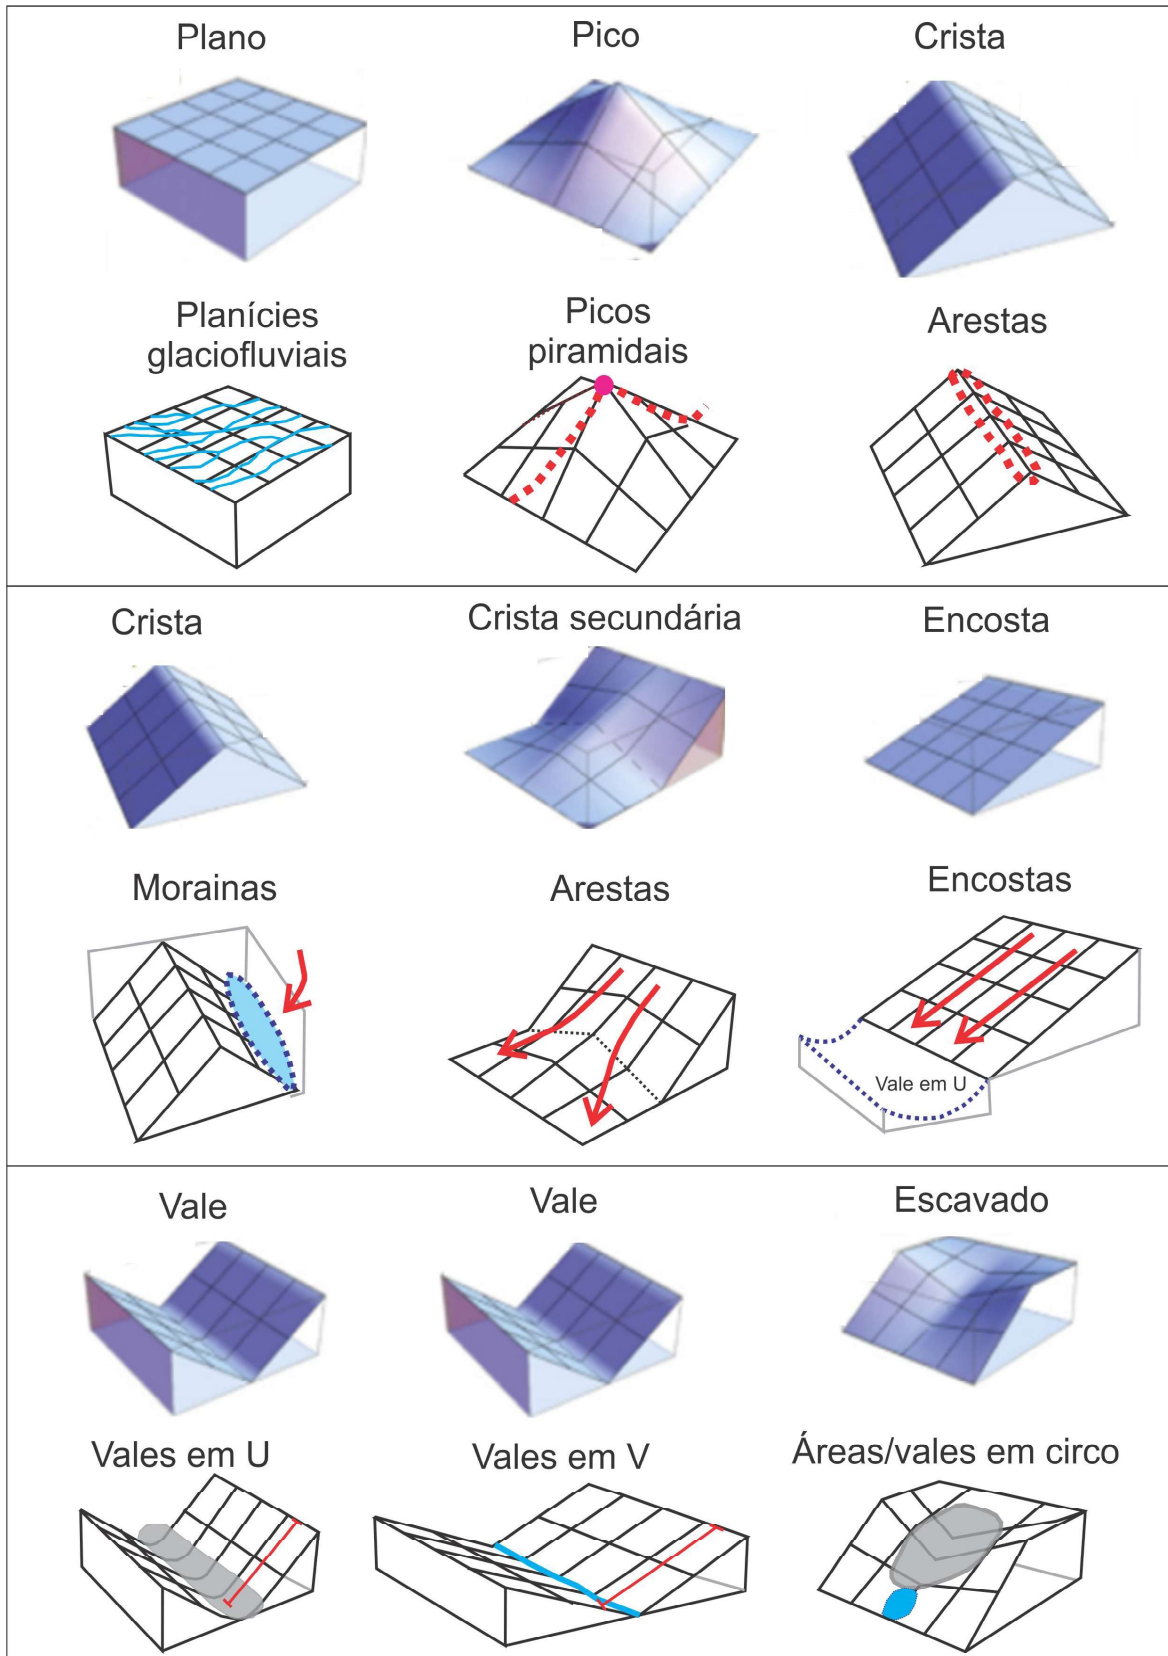 Plano
Pico
Crista
Planícies
glaciofluviais
Picos
piramidais
Arestas
Crista
Crista secundária
Encosta
Morainas
Arestas
Encostas
Vale em U
Vale
Vale
Escavado
Vales em U
Vales em V
Áreas/vales em circo